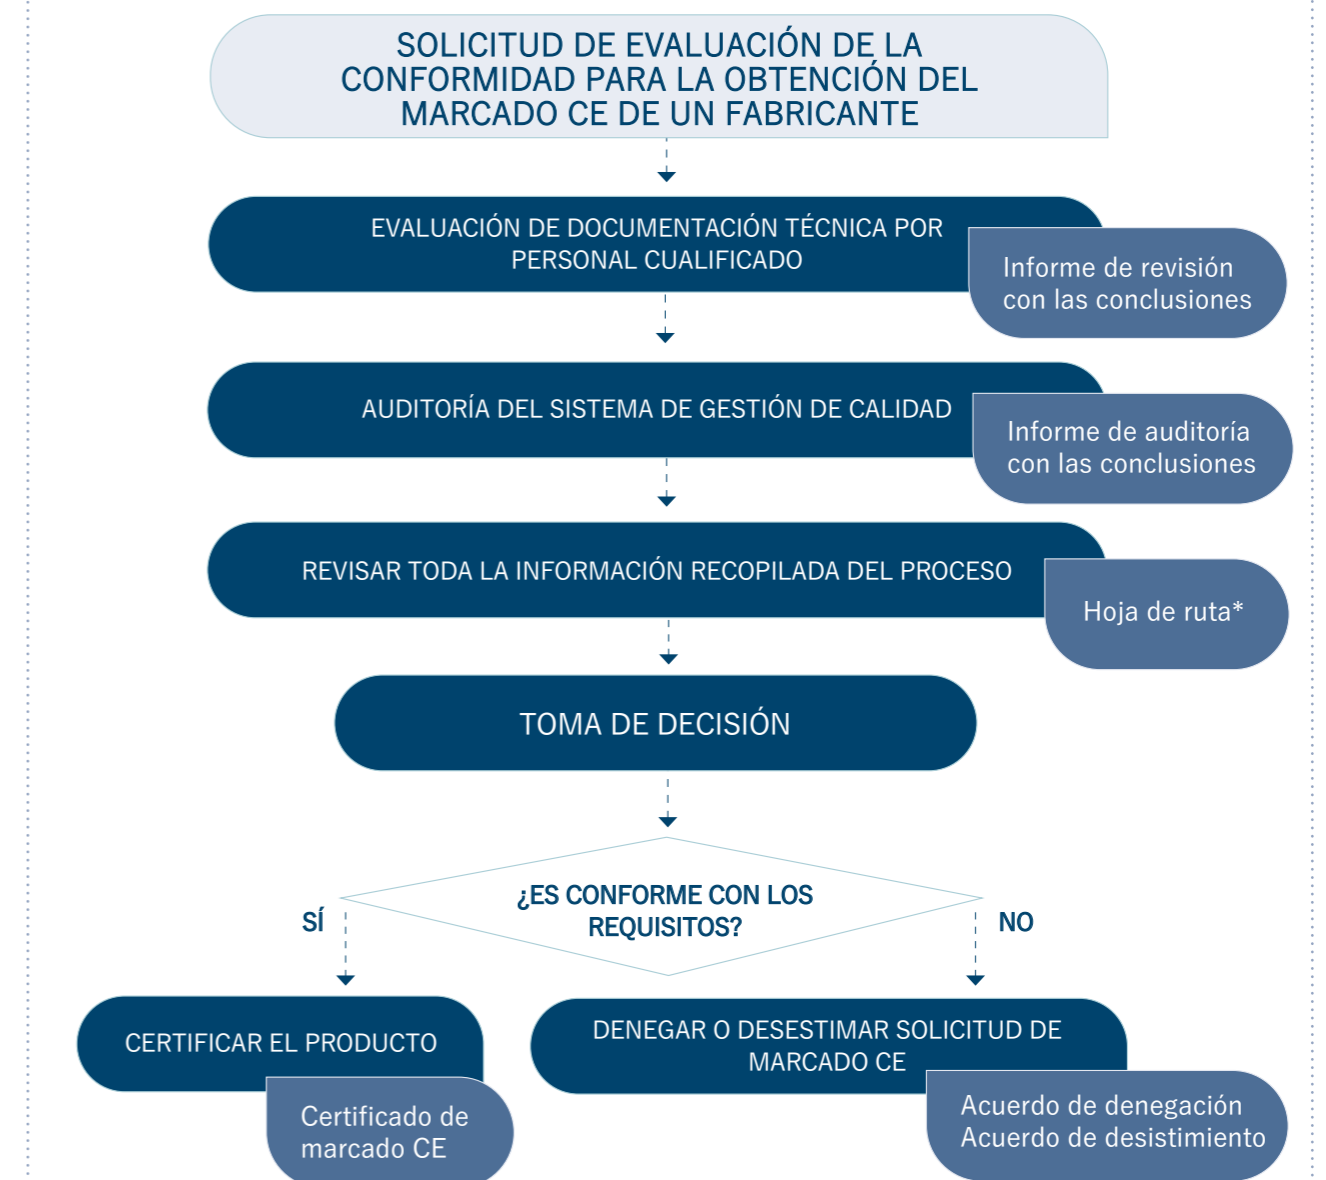 SOLICITUD DE EVALUACIÓN DE LA
CONFORMIDAD PARA LA OBTENCIÓN DEL
MARCADO CE DE UN FABRICANTE
EVALUACIÓN DE DOCUMENTACIÓN TÉCNICA POR
PERSONAL CUALIFICADO
Informe de revisión
con las conclusiones
AUDITORÍA DEL SISTEMA DE GESTIÓN DE CALIDAD
Informe de auditoría
con las conclusiones
REVISAR TODA LA INFORMACIÓN RECOPILADA DEL PROCESO
Hoja de ruta*
TOMA DE DECISIÓN
¿ES CONFORME CON LOS
REQUISITOS?
SÍ
NO
CERTIFICAR EL PRODUCTO
Certificado de
marcado CE
DENEGAR O DESESTIMAR SOLICITUD DE
MARCADO CE
Acuerdo de denegación
Acuerdo de desistimiento